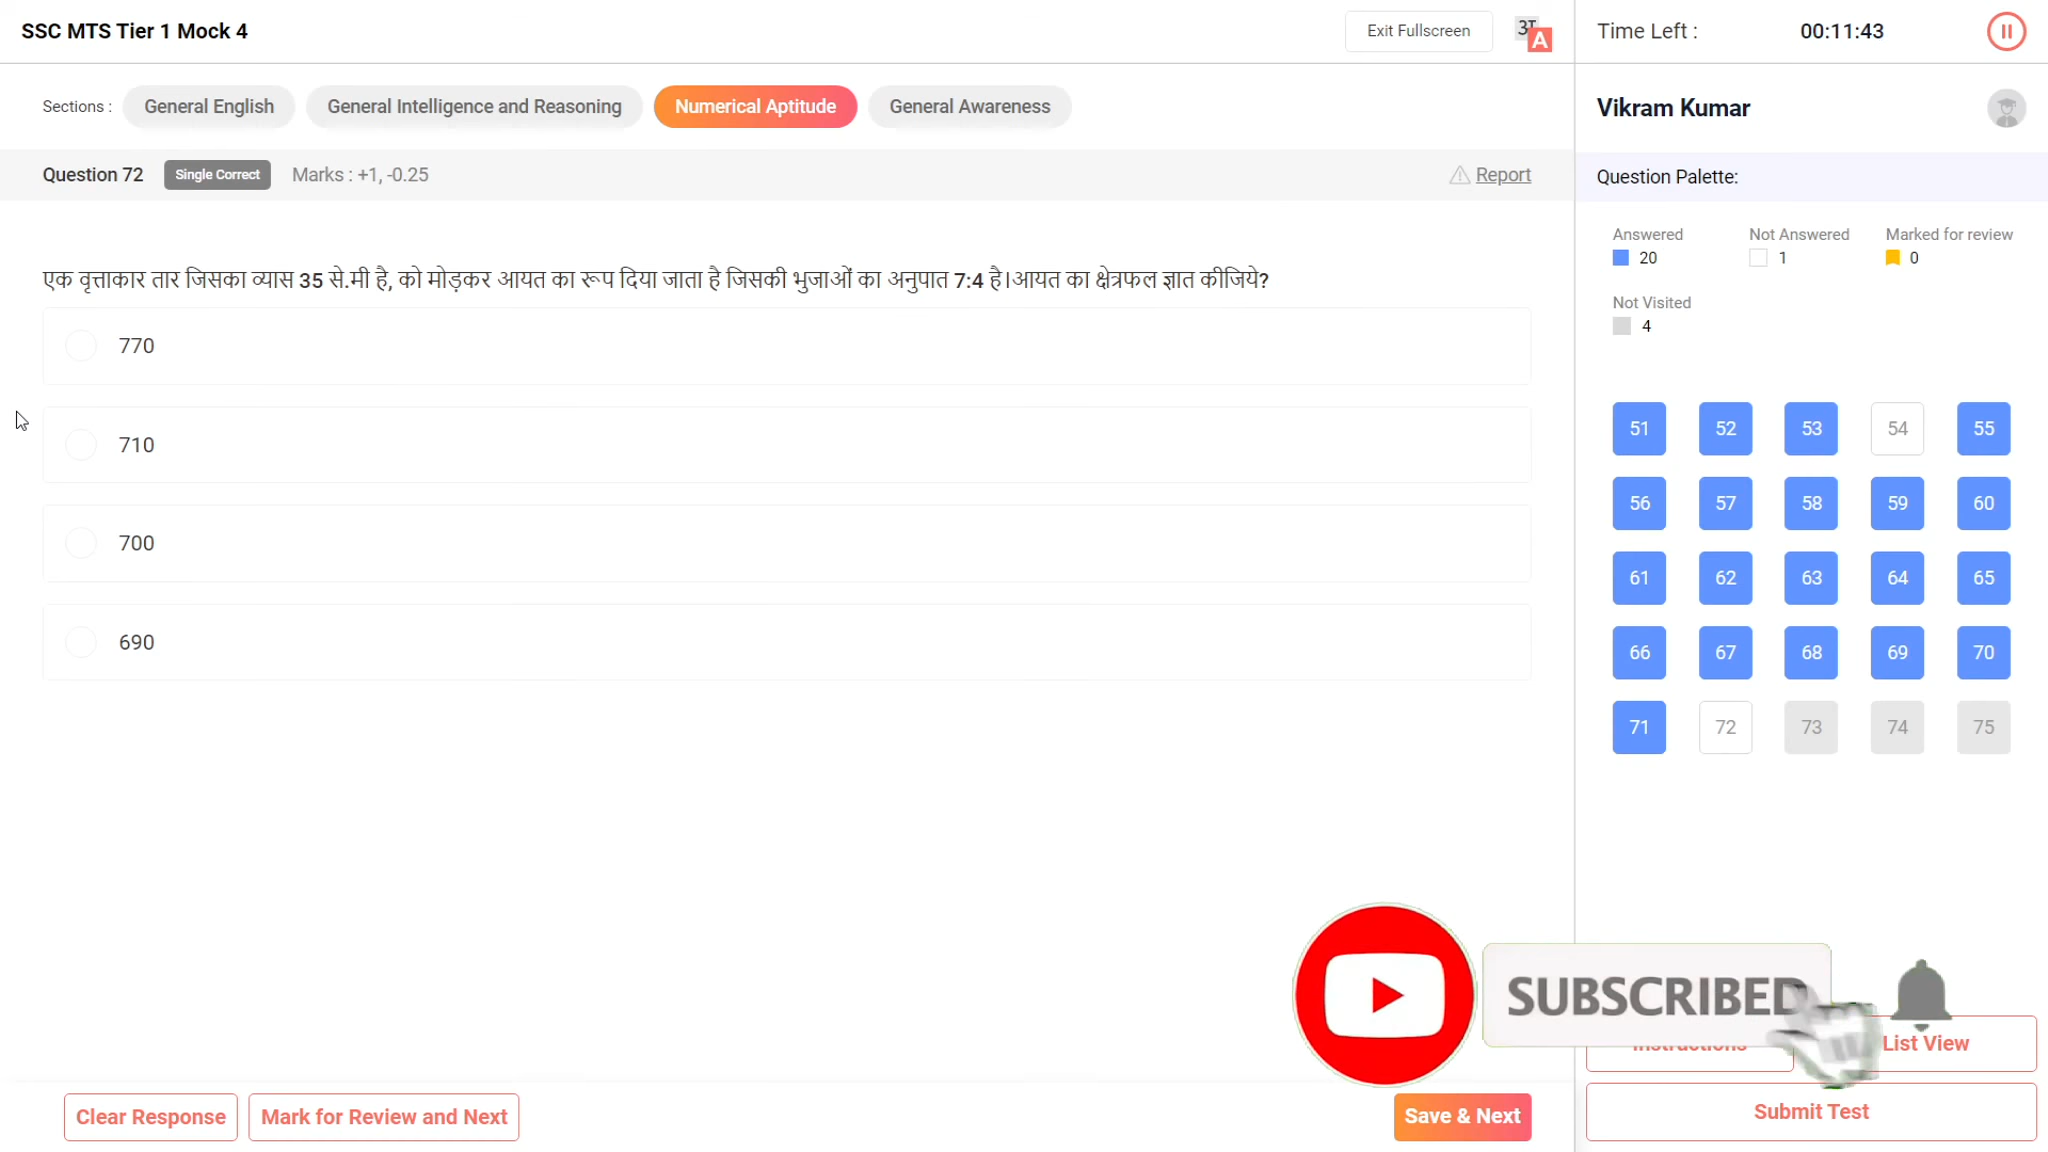 SSC MTS Tier 1 Mock 4
Exit Fullscreen
अ A
Time Left : 00:11:43
Sections : General English General Intelligence and Reasoning Numerical Aptitude General Awareness
Vikram Kumar
Question 72 Single Correct Marks : +1, -0.25 Report
Question Palette:
एक वृत्ताकार तार जिसका व्यास 35 से.मी है, को मोड़कर आयत का रूप दिया जाता है जिसकी भुजाओं का अनुपात 7:4 है।आयत का क्षेत्रफल ज्ञात कीजिये?
770
710
700
690
Answered Not Answered Marked for review
20 1 0
Not Visited
4
51 52 53 54 55
56 57 58 59 60
61 62 63 64 65
66 67 68 69 70
71 72 73 74 75
SUBSCRIBED
Instructions List View
Clear Response Mark for Review and Next Save & Next
Submit Test